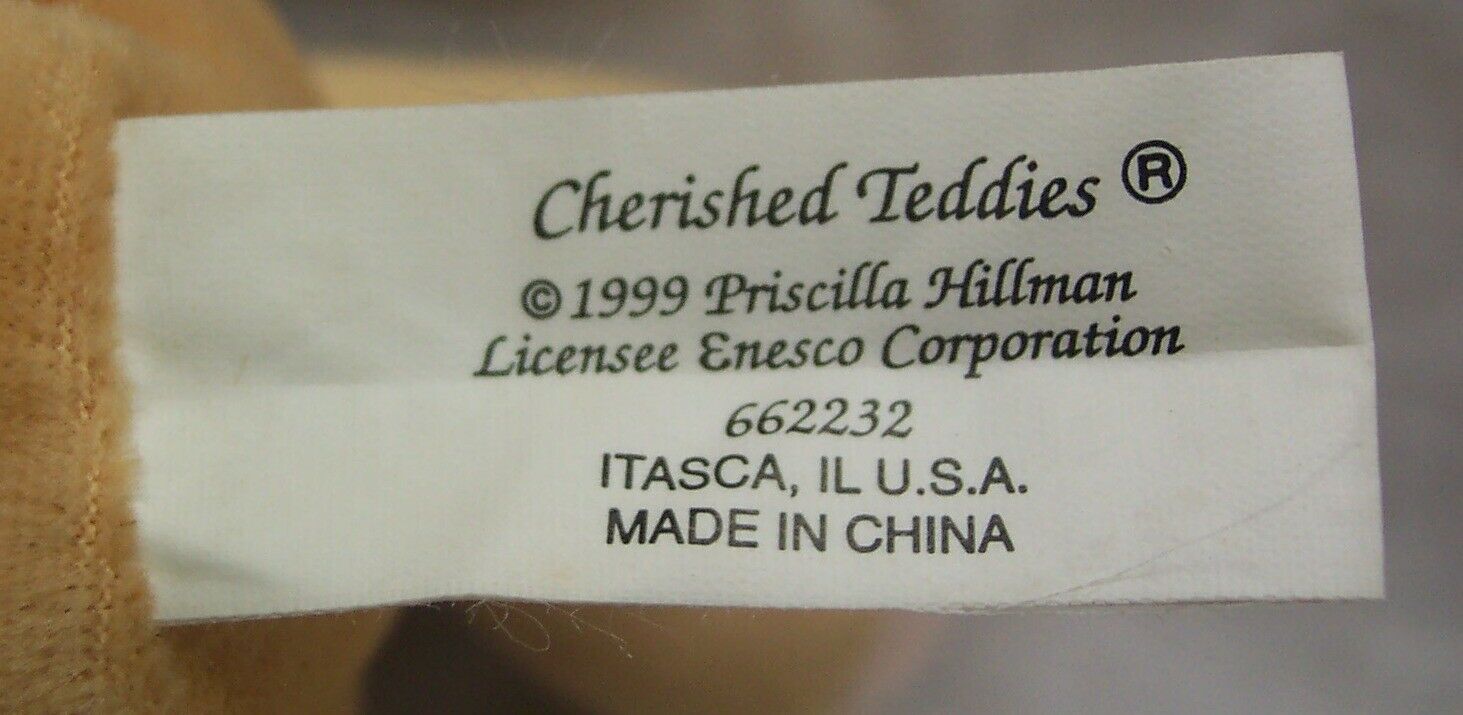 Cherished Teddies ®
©1999 Priscilla Hillman
Licensee Enesco Corporation
662232
ITASCA, IL U.S.A.
MADE IN CHINA